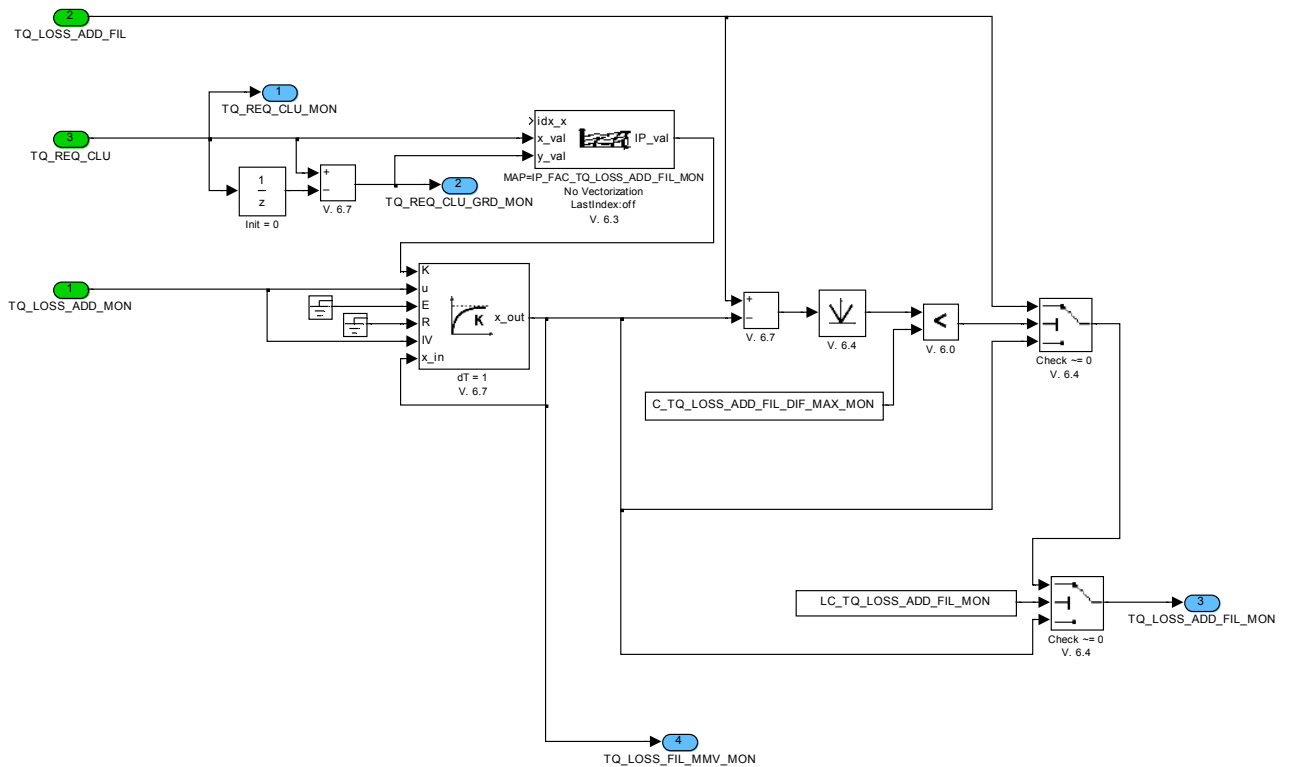 2
TQ_LOSS_ADD_FIL
1
TQ_REQ_CLU_MON
3
TQ_REQ_CLU
1
z
Init = 0
+
−
V. 6.7
2
TQ_REQ_CLU_GRD_MON
idx_x
x_val
y_val
IP_val
MAP=IP_FAC_TQ_LOSS_ADD_FIL_MON
No Vectorization
LastIndex:off
V. 6.3
1
TQ_LOSS_ADD_MON
K
u
E
R
IV
x_in
K
x_out
dT = 1
V. 6.7
+
−
V. 6.7
V. 6.4
<
V. 6.0
Check ~= 0
V. 6.4
C_TQ_LOSS_ADD_FIL_DIF_MAX_MON
LC_TQ_LOSS_ADD_FIL_MON
Check ~= 0
V. 6.4
3
TQ_LOSS_ADD_FIL_MON
4
TQ_LOSS_FIL_MMV_MON